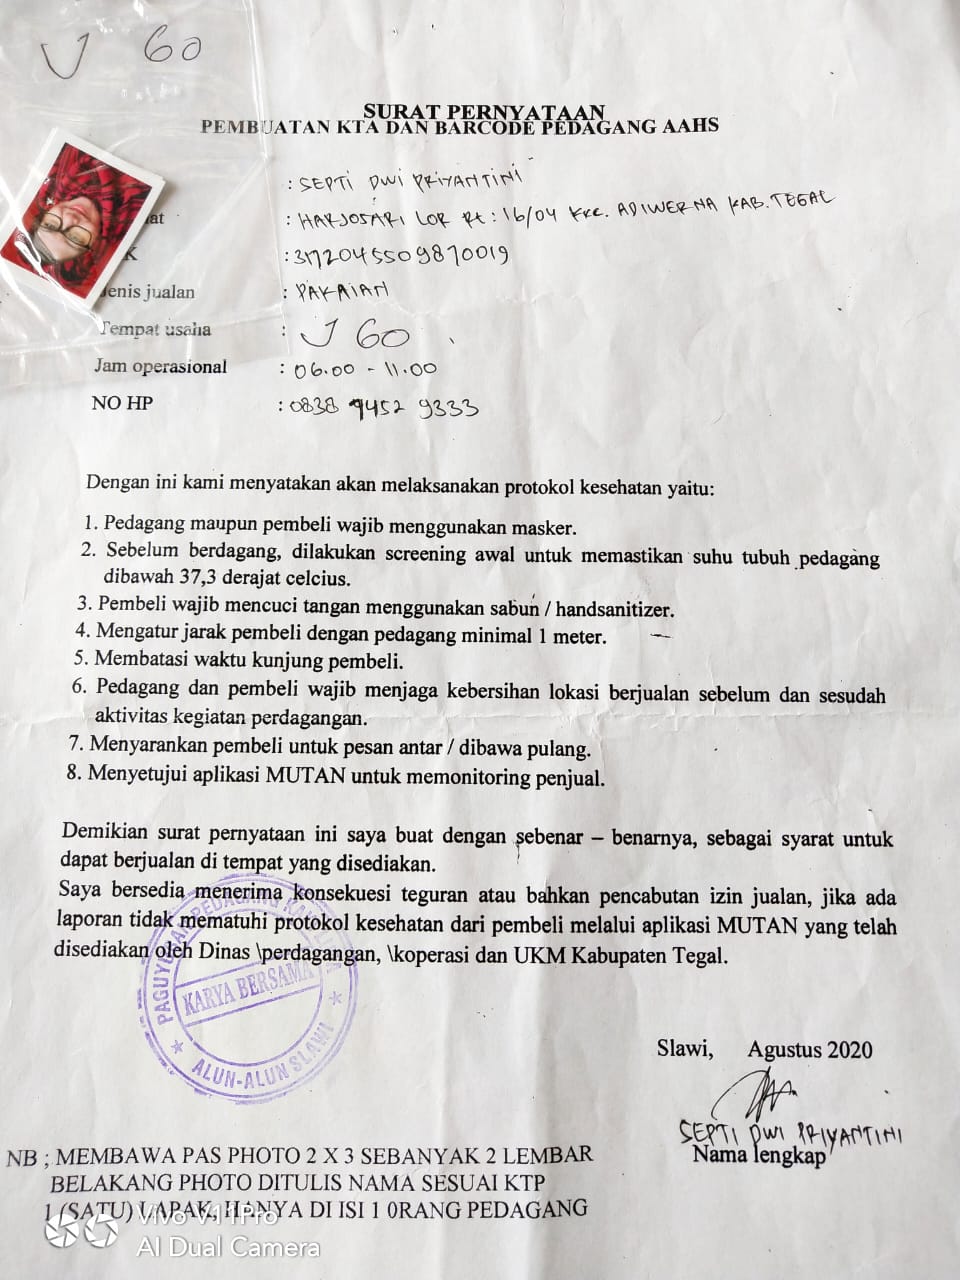 J 60
SURAT PERNYATAAN
PEMBUATAN KTA DAN BARCODE PEDAGANG AAHS
: SEPTI DWI PRIYANTINI
at : HARJOSARI LOR Rt : 16/04 KEC. ADIWERNA KAB. TEGAL
K : 3172045509870019
Jenis jualan : PAKAIAN
Tempat usaha : J 60
Jam operasional : 06.00 - 11.00
NO HP : 0838 9452 9333
Dengan ini kami menyatakan akan melaksanakan protokol kesehatan yaitu:
1. Pedagang maupun pembeli wajib menggunakan masker.
2. Sebelum berdagang, dilakukan screening awal untuk memastikan suhu tubuh pedagang
dibawah 37,3 derajat celcius.
3. Pembeli wajib mencuci tangan menggunakan sabun / handsanitizer.
4. Mengatur jarak pembeli dengan pedagang minimal 1 meter.
5. Membatasi waktu kunjung pembeli.
6. Pedagang dan pembeli wajib menjaga kebersihan lokasi berjualan sebelum dan sesudah
aktivitas kegiatan perdagangan.
7. Menyarankan pembeli untuk pesan antar / dibawa pulang.
8. Menyetujui aplikasi MUTAN untuk memonitoring penjual.
Demikian surat pernyataan ini saya buat dengan sebenar – benarnya, sebagai syarat untuk
dapat berjualan di tempat yang disediakan.
Saya bersedia menerima konsekuesi teguran atau bahkan pencabutan izin jualan, jika ada
laporan tidak mematuhi protokol kesehatan dari pembeli melalui aplikasi MUTAN yang telah
disediakan oleh Dinas \perdagangan, \koperasi dan UKM Kabupaten Tegal.
PAGUYUBAN PEDAGANG KAKI LIMA
KARYA BERSAMA
ALUN-ALUN SLAWI
Slawi, Agustus 2020
SEPTI DWI PRIYANTINI
Nama lengkap
NB ; MEMBAWA PAS PHOTO 2 X 3 SEBANYAK 2 LEMBAR
BELAKANG PHOTO DITULIS NAMA SESUAI KTP
1 (SATU) LAPAK, HANYA DI ISI 1 0RANG PEDAGANG
Vivo V11Pro
AI Dual Camera